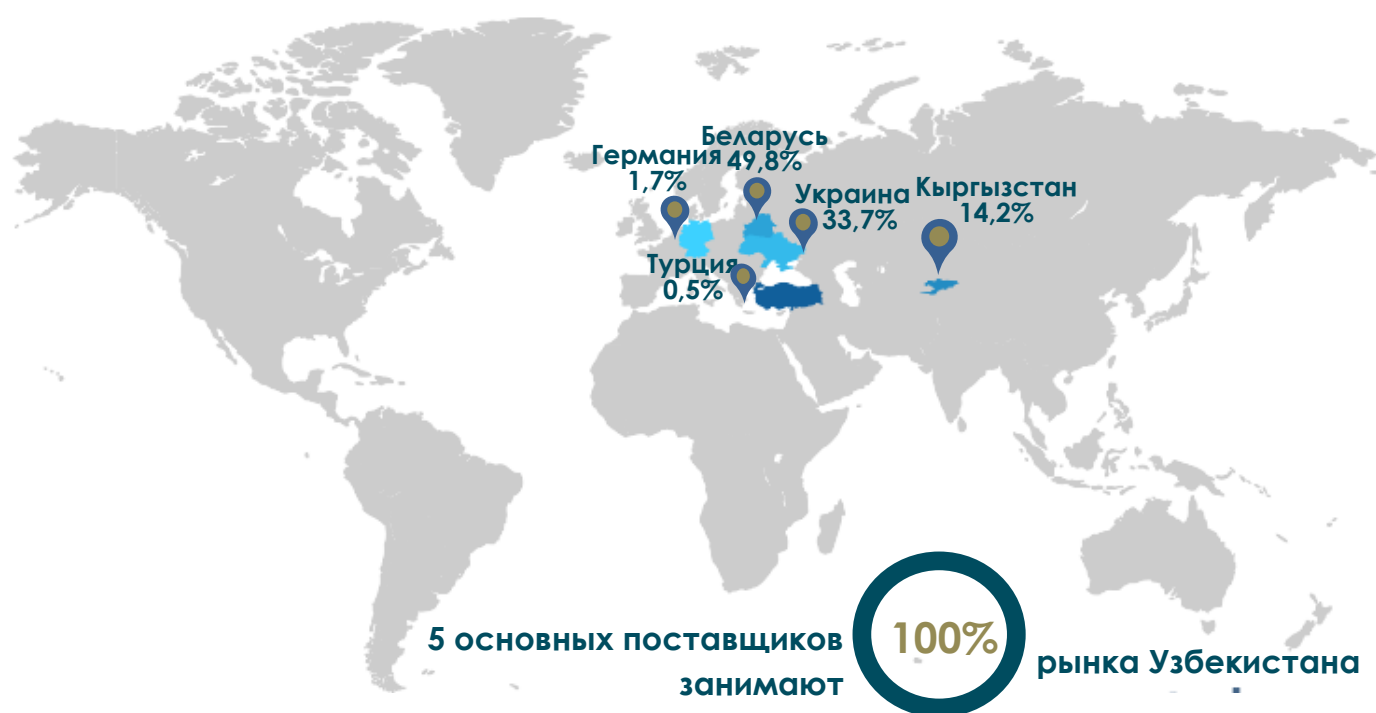 Беларусь
49,8%
Германия
1,7%
Украина
33,7%
Кыргызстан
14,2%
Турция
0,5%
5 основных поставщиков
занимают
100%
рынка Узбекистана